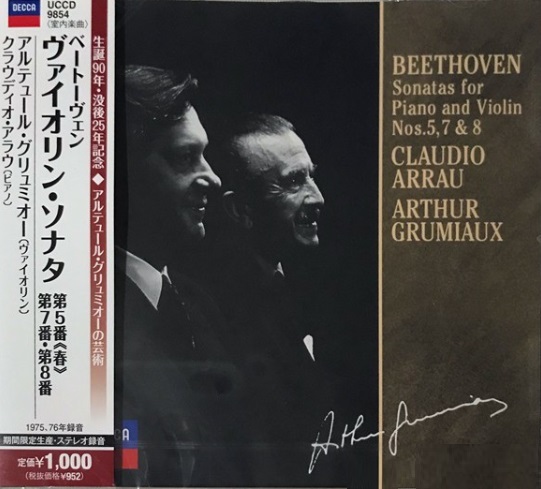 DECCA
UCCD
9854
〈室内楽曲〉
生誕90年・没後25年記念◆アルテュール・グリュミオーの芸術
ベートーヴェン
ヴァイオリン・ソナタ
第5番《春》
第7番・第8番
アルテュール・グリュミオー〔ヴァイオリン〕
クラウディオ・アラウ〔ピアノ〕
1975、76年録音
期間限定生産・ステレオ録音
定価¥1,000
(税抜価格¥952)
BEETHOVEN
Sonatas for
Piano and Violin
Nos.5,7 & 8
CLAUDIO
ARRAU
ARTHUR
GRUMIAUX
Arthur Grumiaux